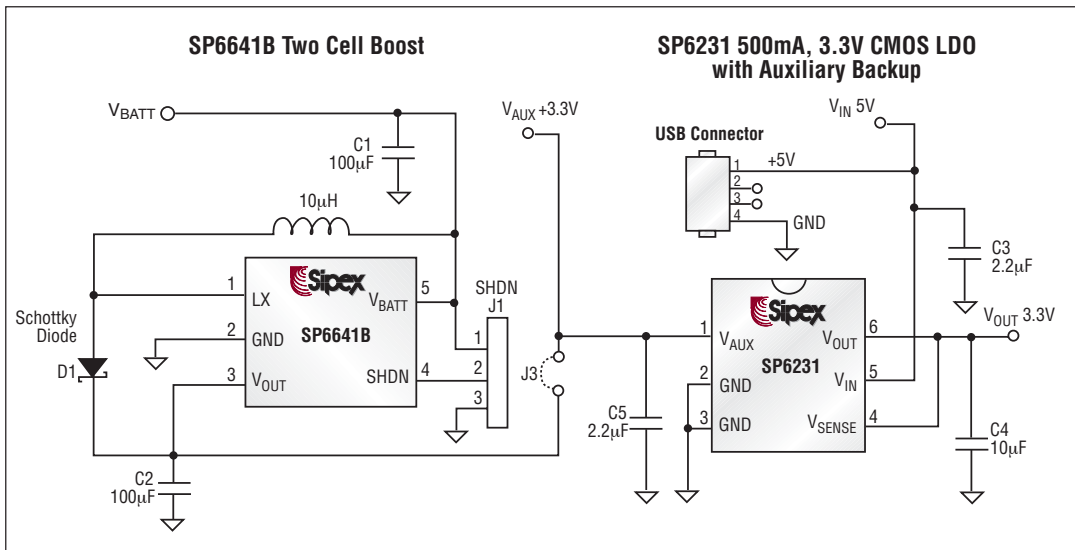 SP6641B Two Cell Boost
SP6231 500mA, 3.3V CMOS LDO
with Auxiliary Backup
VBATT
C1
100µF
VAUX +3.3V
VIN 5V
USB Connector
1
+5V
2
3
4
GND
10µH
C3
2.2µF
Sipex
1
LX
VBATT
5
SHDN
J1
Schottky
Diode
2
GND
SP6641B
1
D1
3
VOUT
SHDN
4
2
3
J3
Sipex
1
VAUX
VOUT
6
VOUT 3.3V
SP6231
2
GND
VIN
5
3
GND
VSENSE
4
C5
2.2µF
C4
10µF
C2
100µF